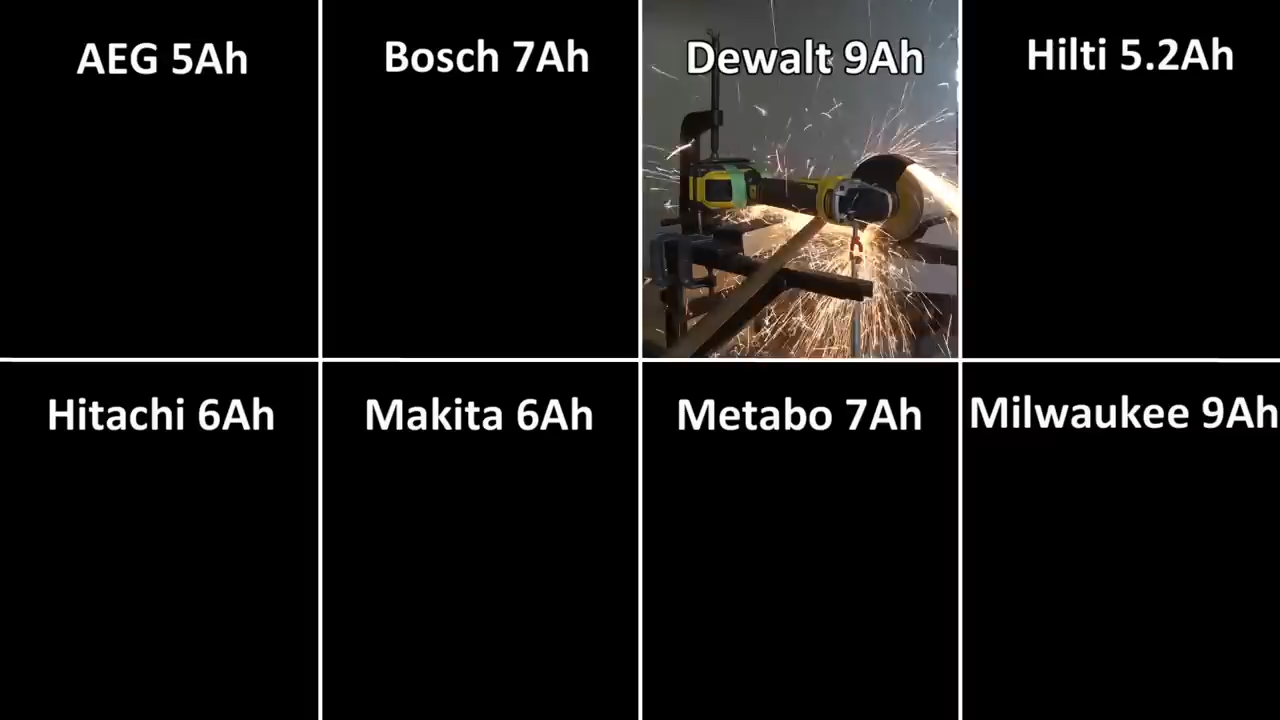 AEG 5Ah
Bosch 7Ah
Dewalt 9Ah
Hilti 5.2Ah
Hitachi 6Ah
Makita 6Ah
Metabo 7Ah
Milwaukee 9Ah